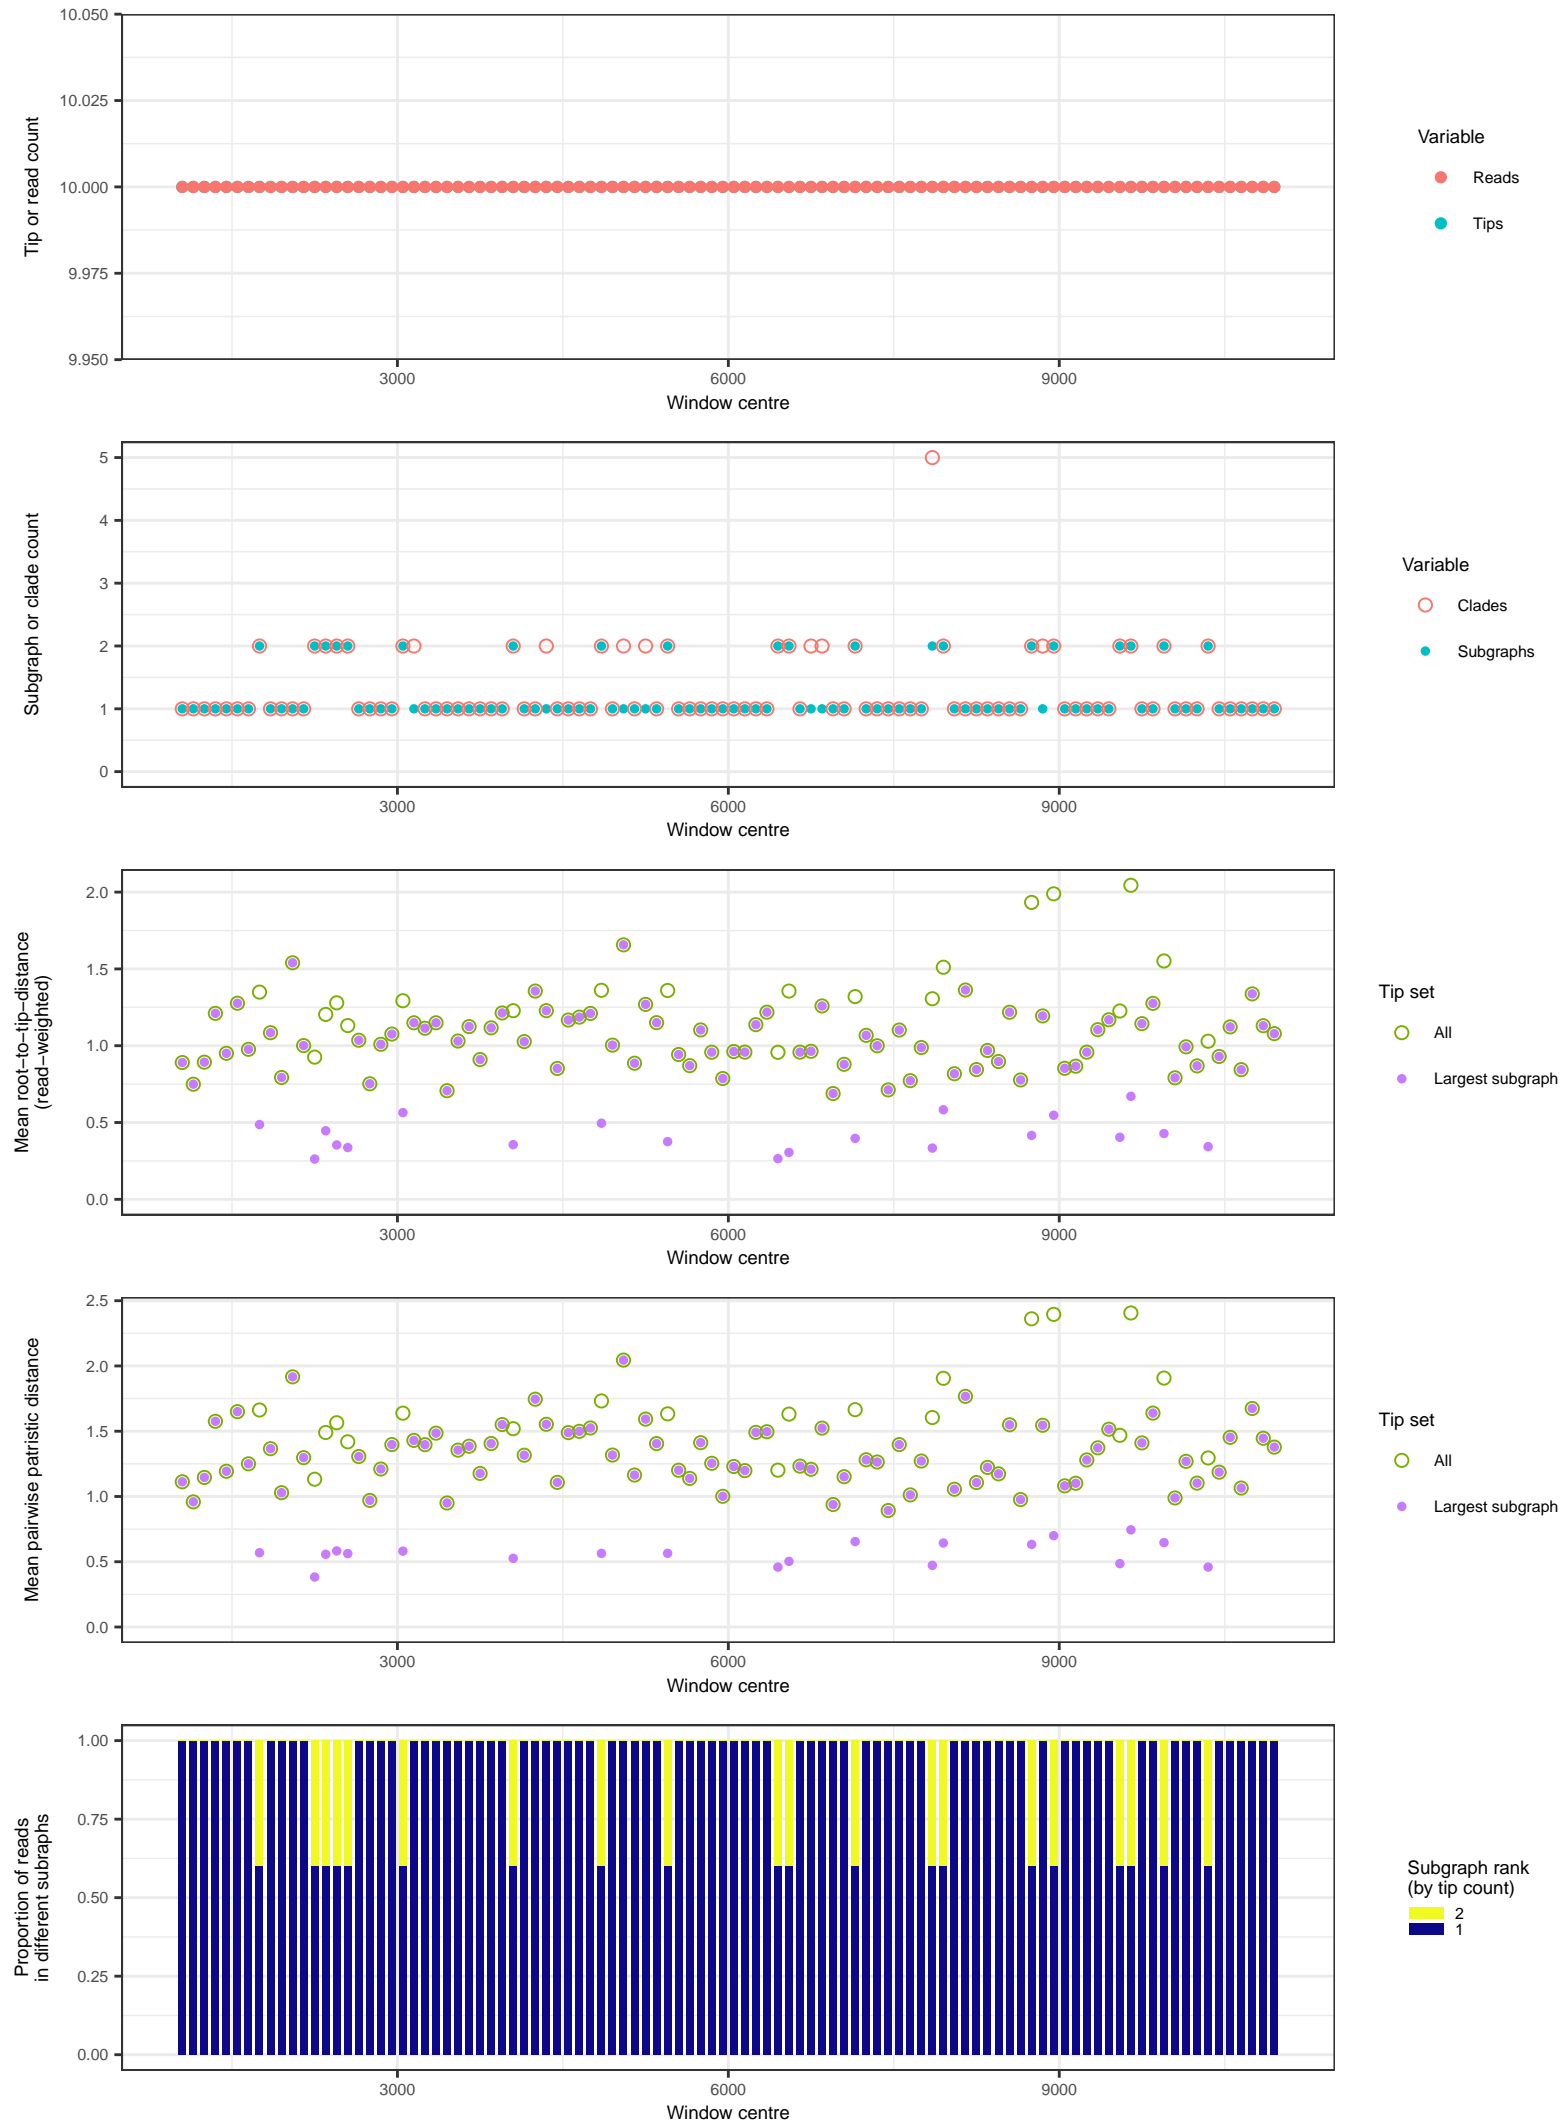 10.050
10.025
10.000
9.975
9.950
Tip or read count
3000
6000
9000
Window centre
Variable
Reads
Tips
5
4
3
2
1
0
Subgraph or clade count
3000
6000
9000
Window centre
Variable
Clades
Subgraphs
2.0
1.5
1.0
0.5
0.0
Mean root−to−tip−distance
(read−weighted)
3000
6000
9000
Window centre
Tip set
All
Largest subgraph
2.5
2.0
1.5
1.0
0.5
0.0
Mean pairwise patristic distance
3000
6000
9000
Window centre
Tip set
All
Largest subgraph
1.00
0.75
0.50
0.25
0.00
Proportion of reads
in different subraphs
3000
6000
9000
Window centre
Subgraph rank
(by tip count)
2
1